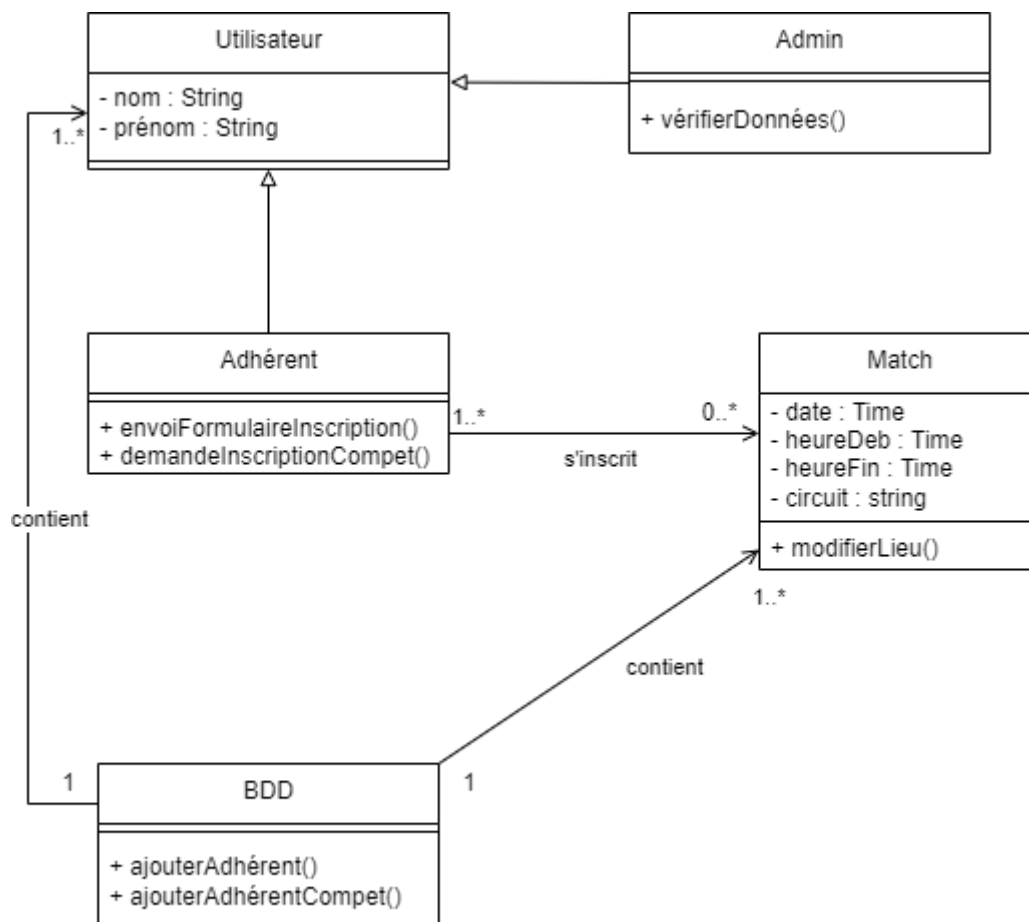 Utilisateur
- nom : String
- prénom : String
Admin
+ vérifierDonnées()
1..*
Adhérent
+ envoiFormulaireInscription()
+ demandeInscriptionCompet()
1..*
0..*
s'inscrit
Match
- date : Time
- heureDeb : Time
- heureFin : Time
- circuit : string
+ modifierLieu()
contient
1..*
contient
1
1
BDD
+ ajouterAdhérent()
+ ajouterAdhérentCompet()